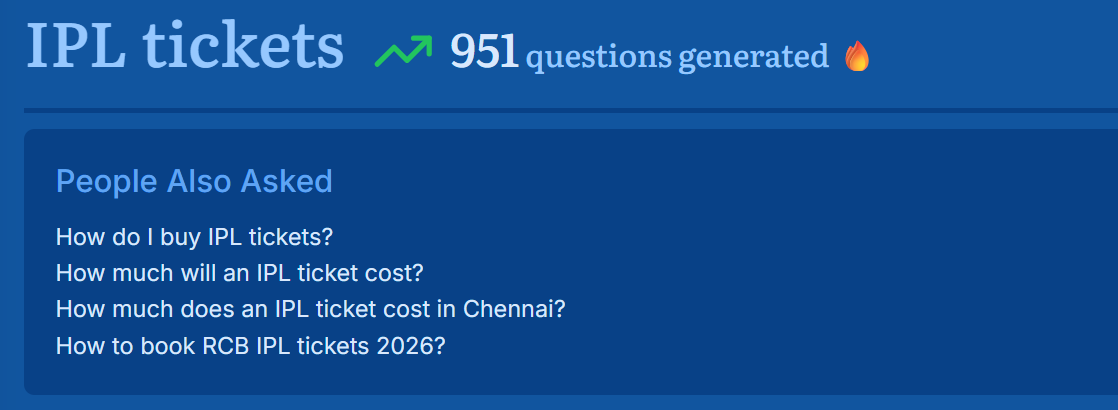 IPL tickets 951 questions generated 🔥
People Also Asked
How do I buy IPL tickets?
How much will an IPL ticket cost?
How much does an IPL ticket cost in Chennai?
How to book RCB IPL tickets 2026?